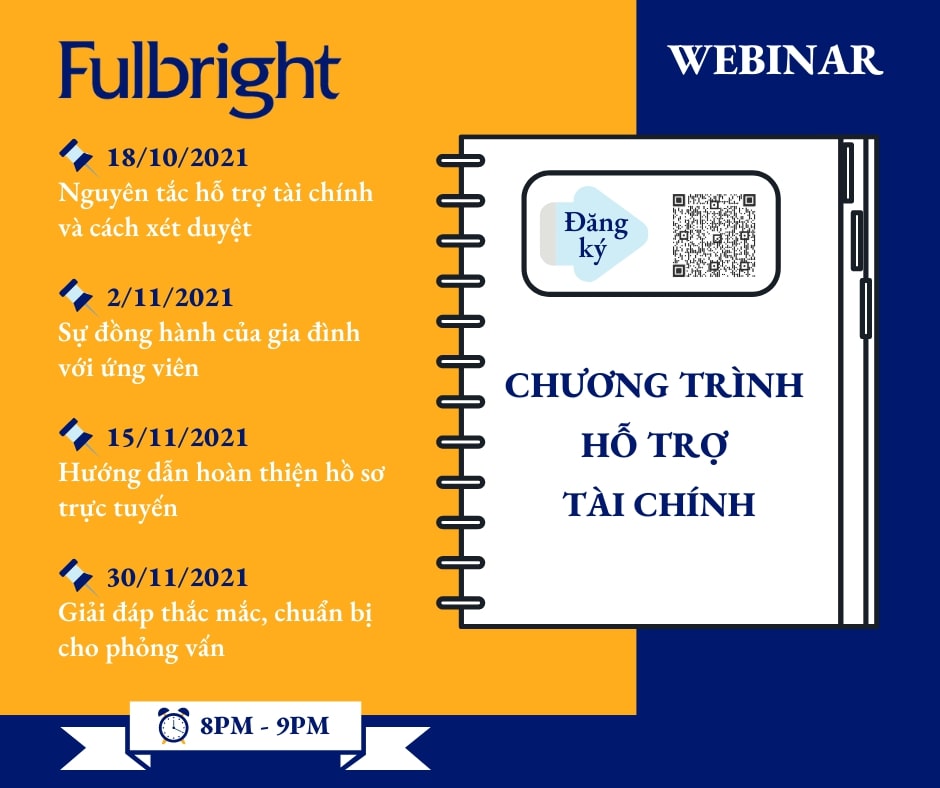 Fulbright
WEBINAR
18/10/2021
Nguyên tắc hỗ trợ tài chính
và cách xét duyệt
2/11/2021
Sự đồng hành của gia đình
với ứng viên
15/11/2021
Hướng dẫn hoàn thiện hồ sơ
trực tuyến
30/11/2021
Giải đáp thắc mắc, chuẩn bị
cho phỏng vấn
8PM - 9PM
Đăng
ký
CHƯƠNG TRÌNH
HỖ TRỢ
TÀI CHÍNH